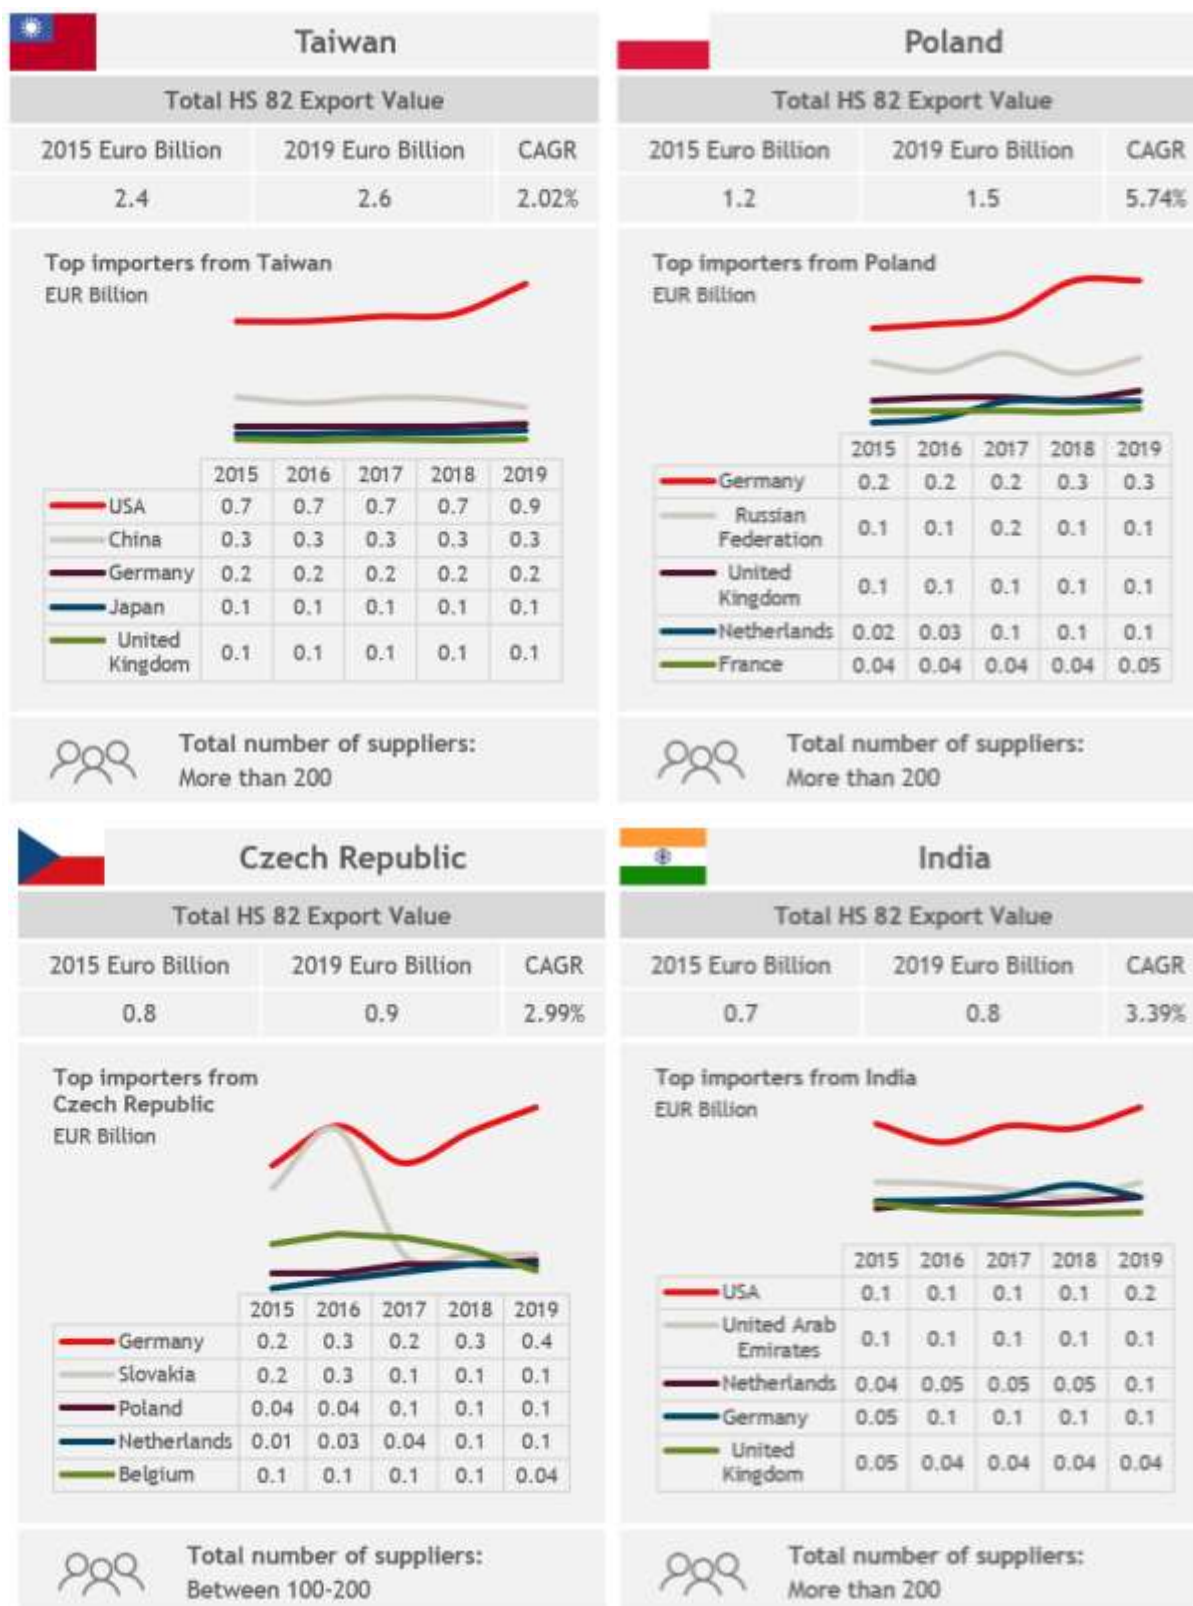 Taiwan
Total HS 82 Export Value
2015 Euro Billion 2019 Euro Billion CAGR
2.4 2.6 2.02%
Top importers from Taiwan
EUR Billion
2015 2016 2017 2018 2019
USA 0.7 0.7 0.7 0.7 0.9
China 0.3 0.3 0.3 0.3 0.3
Germany 0.2 0.2 0.2 0.2 0.2
Japan 0.1 0.1 0.1 0.1 0.1
United
Kingdom 0.1 0.1 0.1 0.1 0.1
Total number of suppliers:
More than 200
Poland
Total HS 82 Export Value
2015 Euro Billion 2019 Euro Billion CAGR
1.2 1.5 5.74%
Top importers from Poland
EUR Billion
2015 2016 2017 2018 2019
Germany 0.2 0.2 0.2 0.3 0.3
Russian
Federation 0.1 0.1 0.2 0.1 0.1
United
Kingdom 0.1 0.1 0.1 0.1 0.1
Netherlands 0.02 0.03 0.1 0.1 0.1
France 0.04 0.04 0.04 0.04 0.05
Total number of suppliers:
More than 200
Czech Republic
Total HS 82 Export Value
2015 Euro Billion 2019 Euro Billion CAGR
0.8 0.9 2.99%
Top importers from
Czech Republic
EUR Billion
2015 2016 2017 2018 2019
Germany 0.2 0.3 0.2 0.3 0.4
Slovakia 0.2 0.3 0.1 0.1 0.1
Poland 0.04 0.04 0.1 0.1 0.1
Netherlands 0.01 0.03 0.04 0.1 0.1
Belgium 0.1 0.1 0.1 0.1 0.04
Total number of suppliers:
Between 100-200
India
Total HS 82 Export Value
2015 Euro Billion 2019 Euro Billion CAGR
0.7 0.8 3.39%
Top importers from India
EUR Billion
2015 2016 2017 2018 2019
USA 0.1 0.1 0.1 0.1 0.2
United Arab
Emirates 0.1 0.1 0.1 0.1 0.1
Netherlands 0.04 0.05 0.05 0.05 0.1
Germany 0.05 0.1 0.1 0.1 0.1
United
Kingdom 0.05 0.04 0.04 0.04 0.04
Total number of suppliers:
More than 200